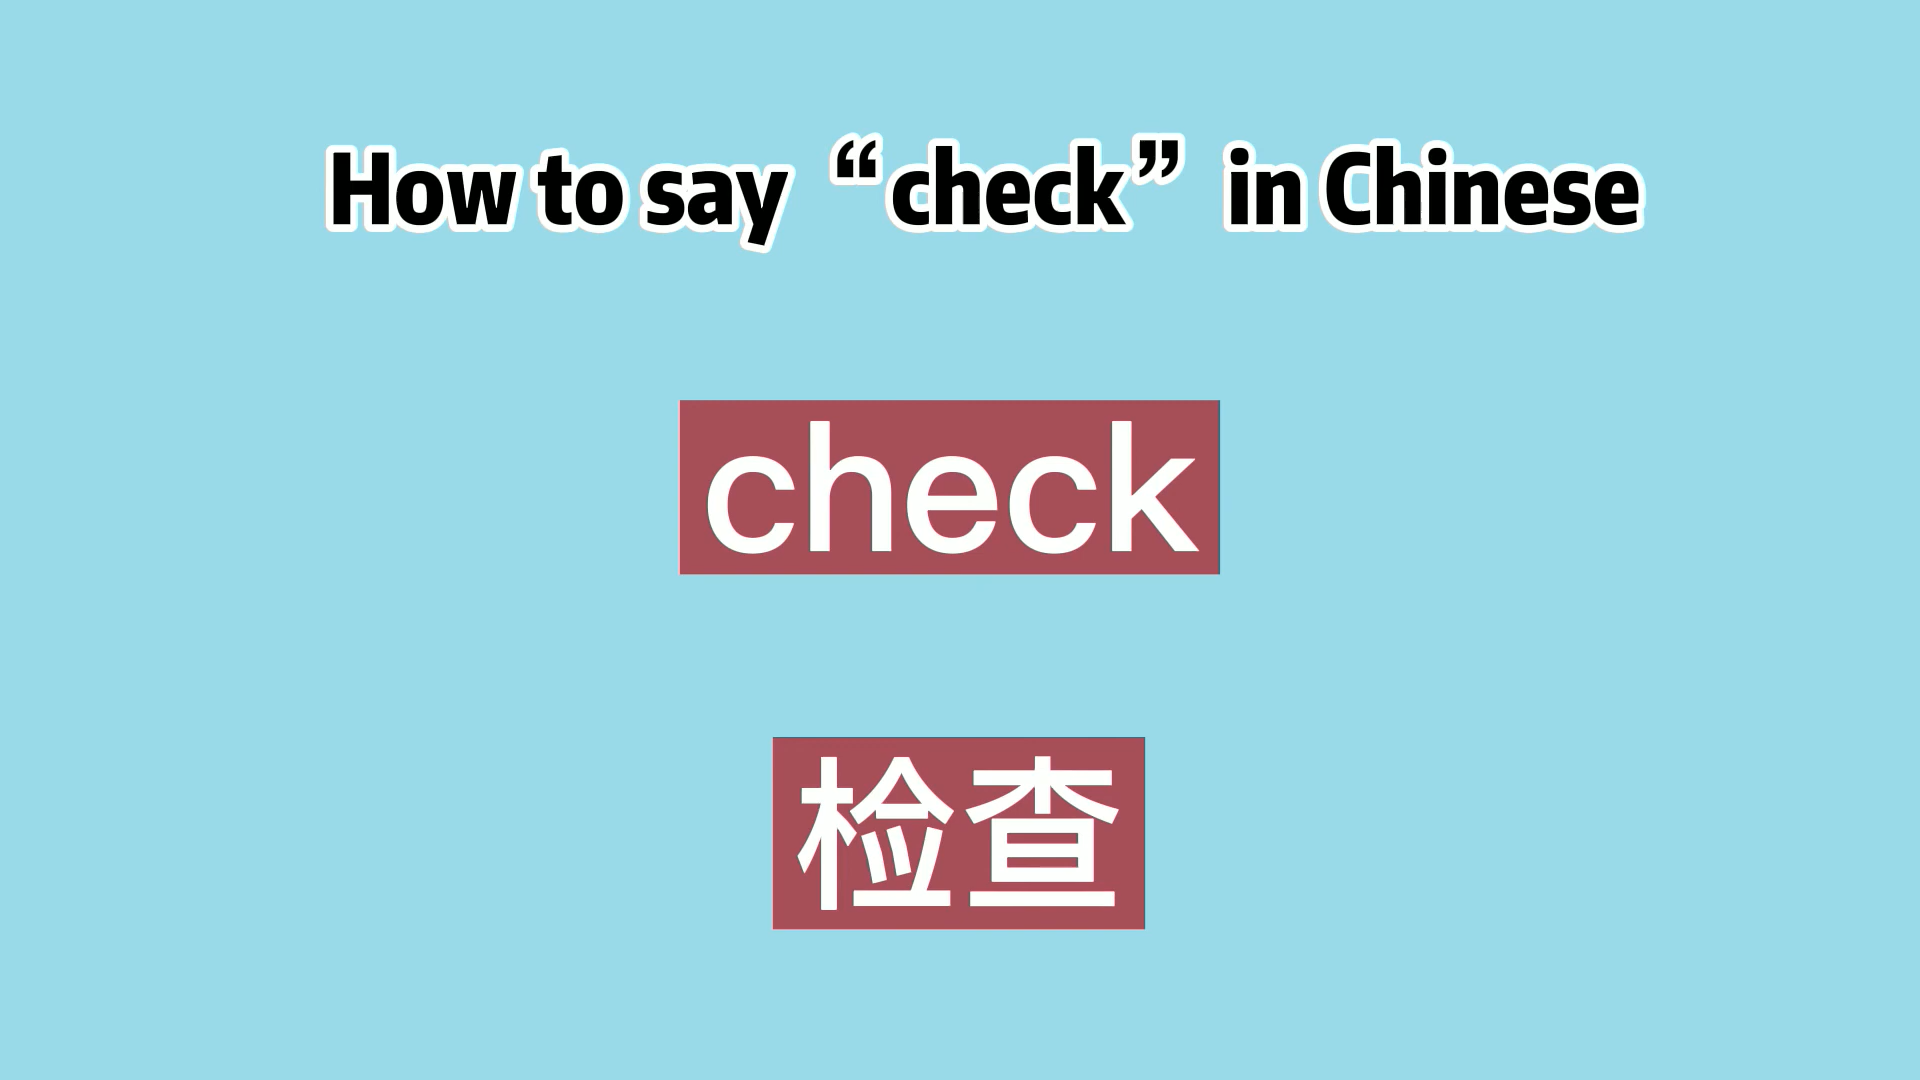 How to say “check” in Chinese
check
检查